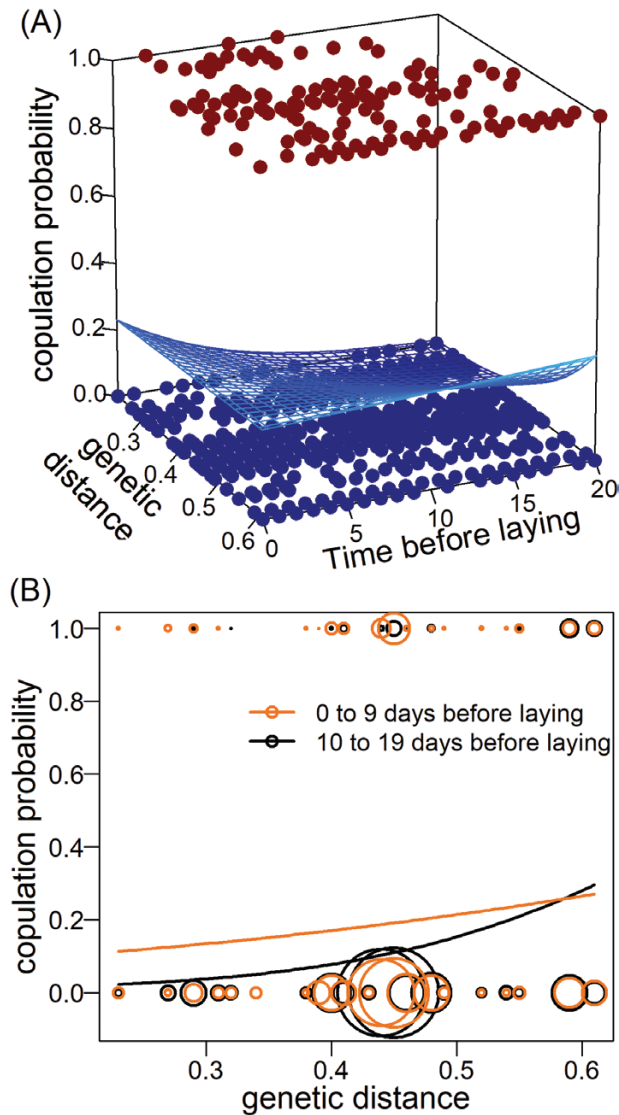 (A)
copulation probability
1.0
0.8
0.6
0.4
0.2
0.0
0.3
0.4
0.5
0.6
genetic
distance
0
5
10
15
20
Time before laying
(B)
copulation probability
1.0
0.8
0.6
0.4
0.2
0.0
0 to 9 days before laying
10 to 19 days before laying
0.3
0.4
0.5
0.6
genetic distance